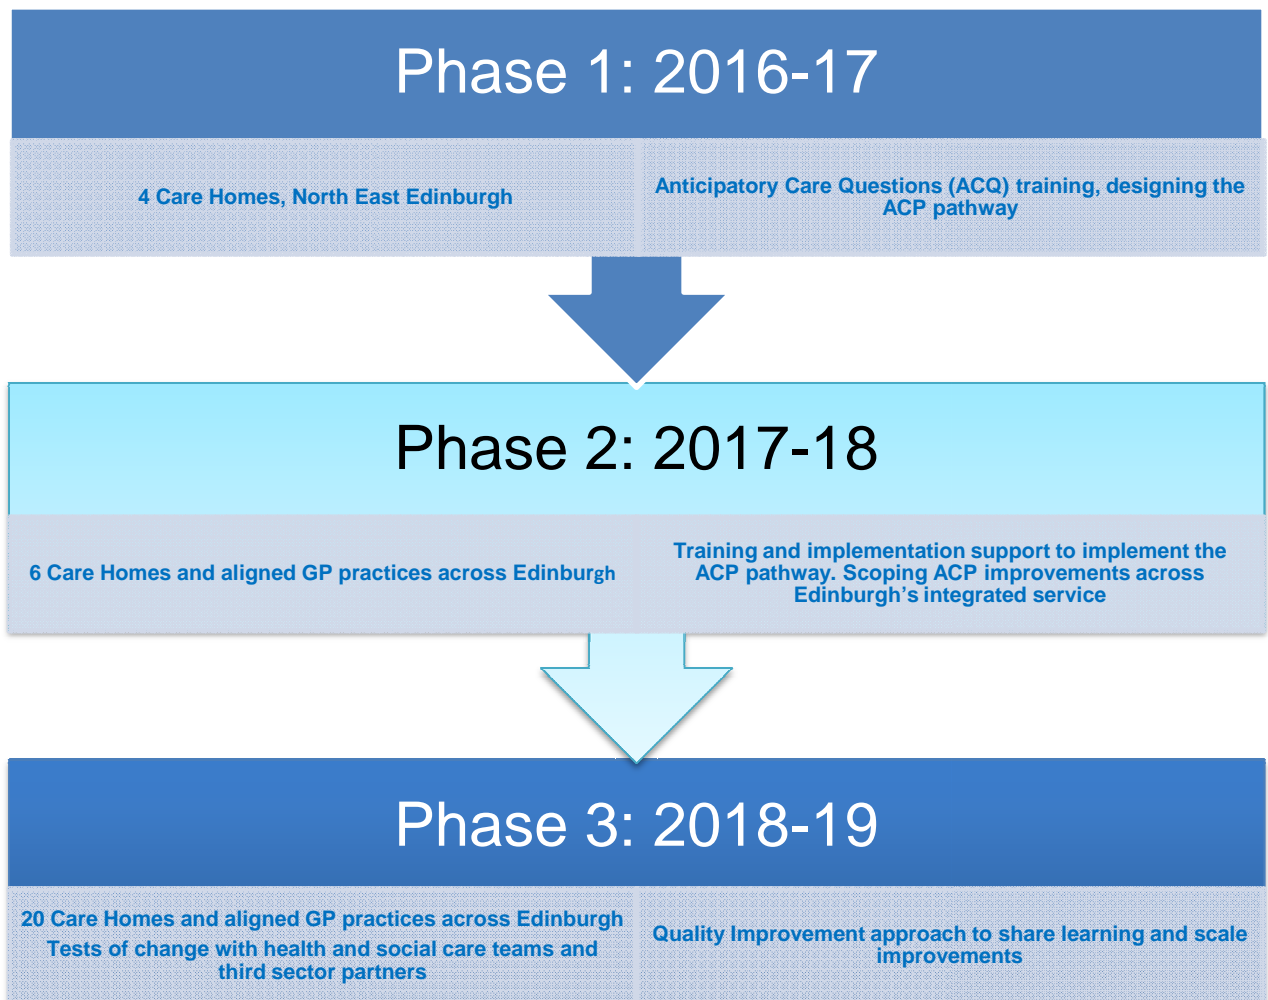 Phase 1: 2016-17
4 Care Homes, North East Edinburgh
Anticipatory Care Questions (ACQ) training, designing the
ACP pathway
Phase 2: 2017-18
6 Care Homes and aligned GP practices across Edinburgh
Training and implementation support to implement the
ACP pathway. Scoping ACP improvements across
Edinburgh’s integrated service
Phase 3: 2018-19
20 Care Homes and aligned GP practices across Edinburgh
Tests of change with health and social care teams and
third sector partners
Quality Improvement approach to share learning and scale
improvements